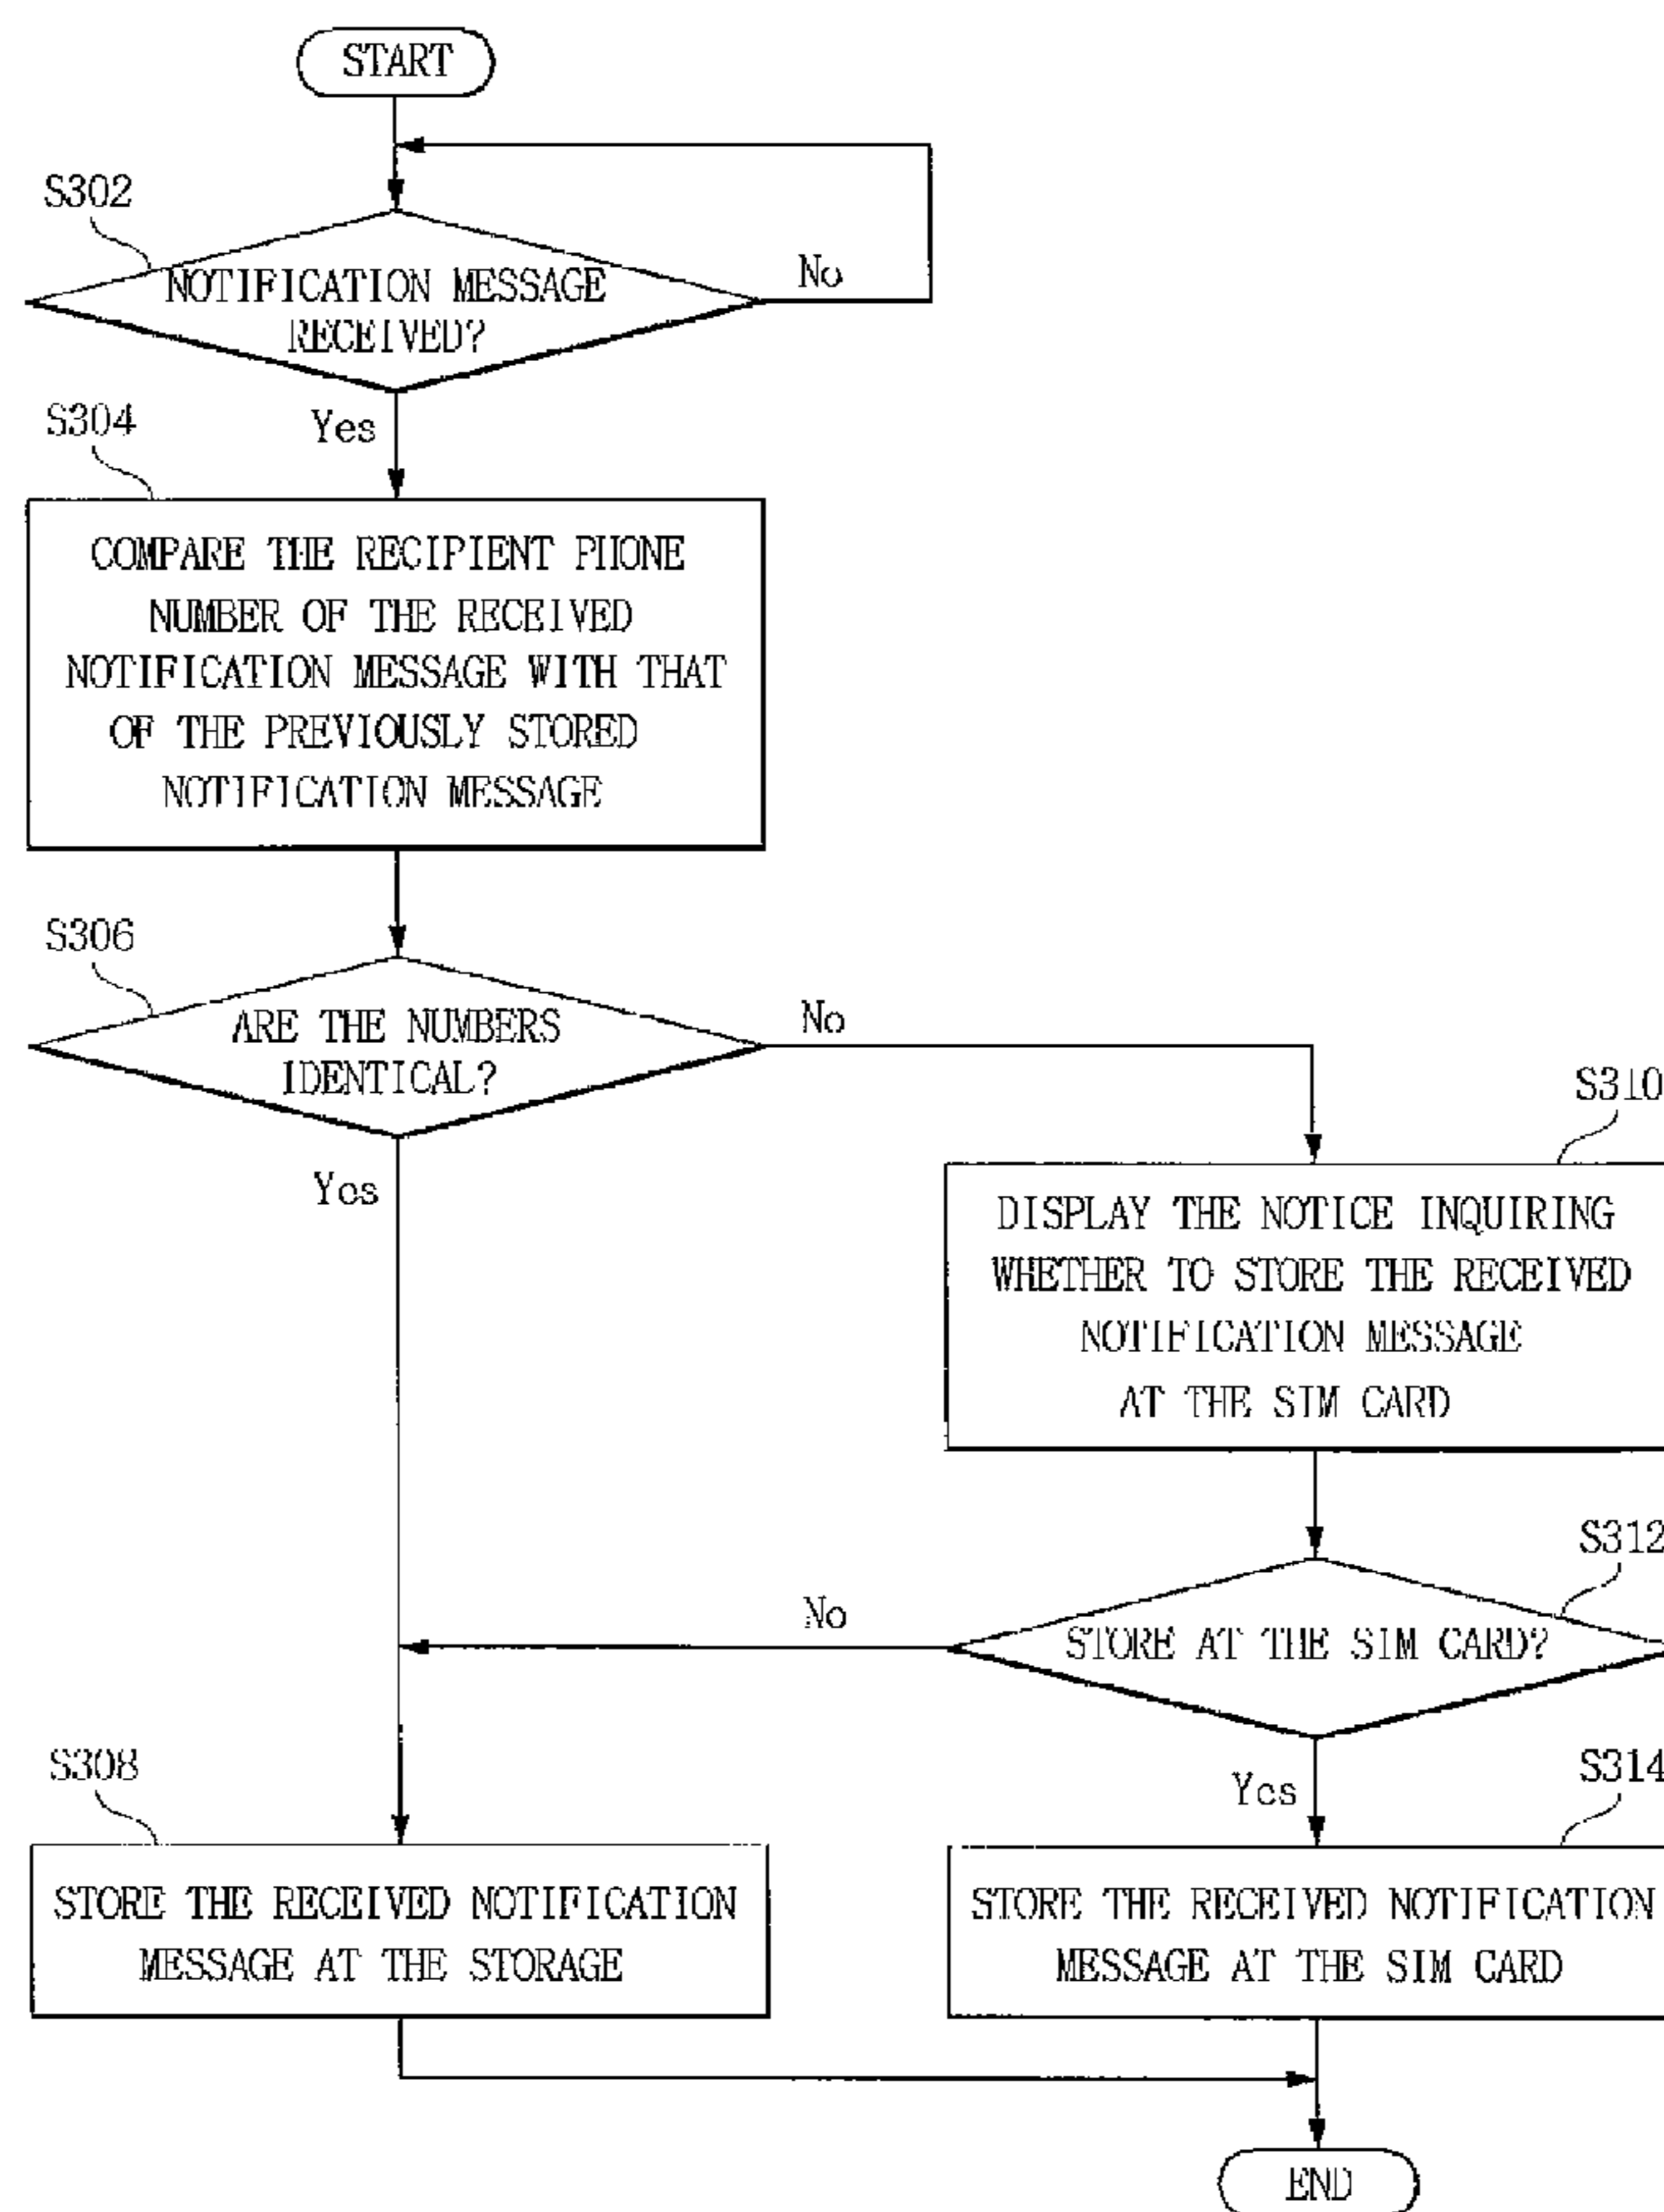 START
S302
NOTIFICATION MESSAGE
RECEIVED?
No
Yes
S304
COMPARE THE RECIPIENT PHONE
NUMBER OF THE RECEIVED
NOTIFICATION MESSAGE WITH THAT
OF THE PREVIOUSLY STORED
NOTIFICATION MESSAGE
S306
ARE THE NUMBERS
IDENTICAL?
No
Yes
S310
DISPLAY THE NOTICE INQUIRING
WHETHER TO STORE THE RECEIVED
NOTIFICATION MESSAGE
AT THE SIM CARD
S312
STORE AT THE SIM CARD?
No
Yes
S308
STORE THE RECEIVED NOTIFICATION
MESSAGE AT THE STORAGE
S314
STORE THE RECEIVED NOTIFICATION
MESSAGE AT THE SIM CARD
END